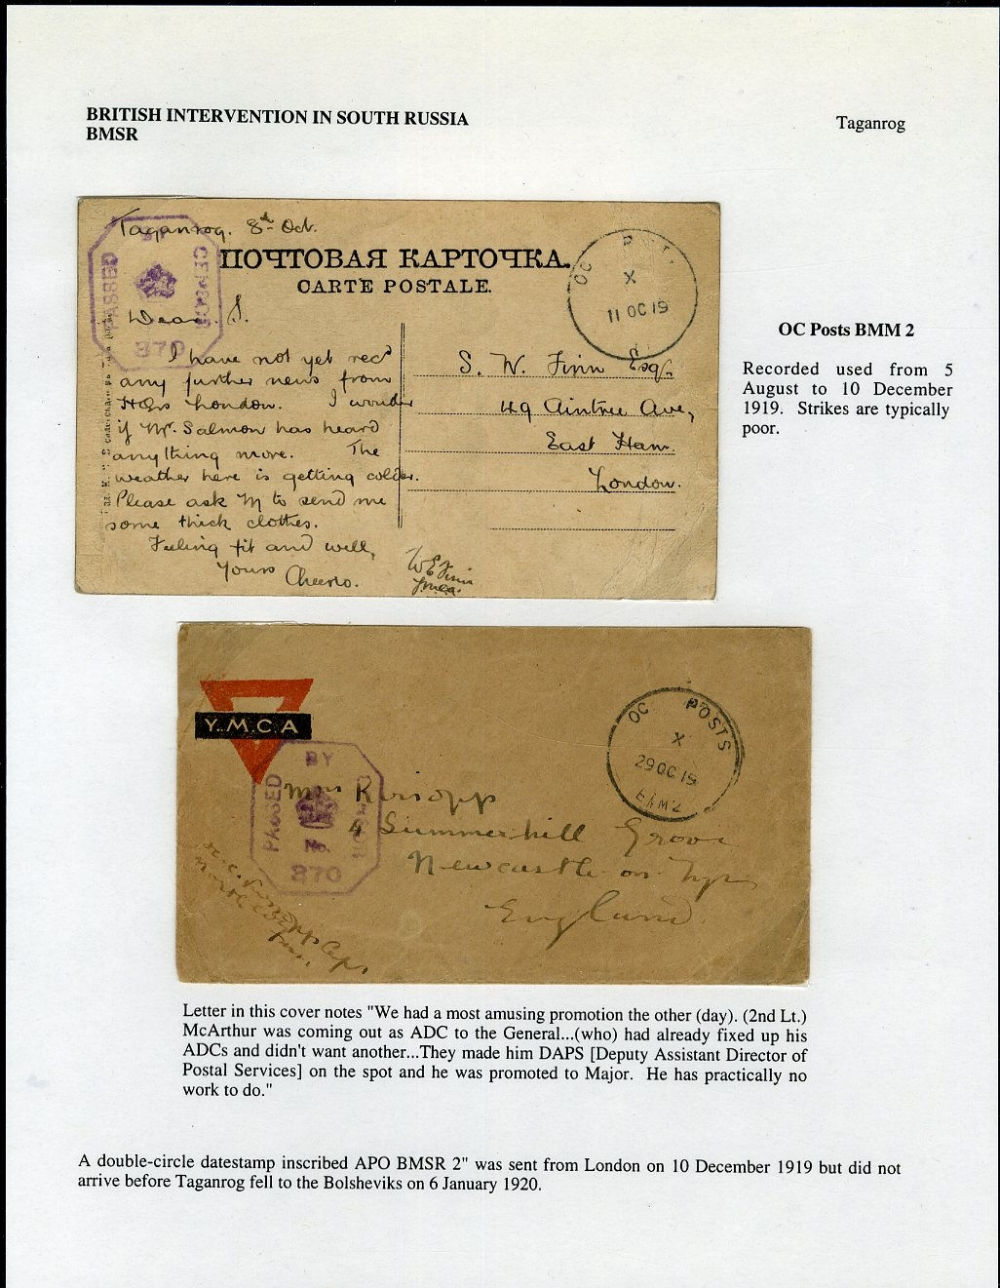 BRITISH INTERVENTION IN SOUTH RUSSIA
BMSR
Taganrog
Taganrog. 8th Oct.
ПОЧТОВАЯ КАРТОЧКА.
CARTE POSTALE.
PASSED
CENSOR
370
OC P
X
11 OC 19
Dear S.
I have not yet recd
any further news from
Hdqrs London. I wonder
if Mr. Salmon has heard
anything more. The
weather here is getting colder.
Please ask M to send me
some thick clothes.
Feeling fit and well,
Yours Cheerio.
W E Finn
Ymca.
S. W. Finn Esq.
49 Aintree Ave,
East Ham.
London.
OC Posts BMM 2
Recorded used from 5
August to 10 December
1919. Strikes are typically
poor.
Y.M.C.A
OC POSTS
X
29 OC 19
BMM2
PASSED
BY
370
Summerhill Grove
Newcastle on Tyne
England
Letter in this cover notes "We had a most amusing promotion the other (day). (2nd Lt.)
McArthur was coming out as ADC to the General...(who) had already fixed up his
ADCs and didn't want another...They made him DAPS [Deputy Assistant Director of
Postal Services] on the spot and he was promoted to Major. He has practically no
work to do."
A double-circle datestamp inscribed APO BMSR 2" was sent from London on 10 December 1919 but did not
arrive before Taganrog fell to the Bolsheviks on 6 January 1920.